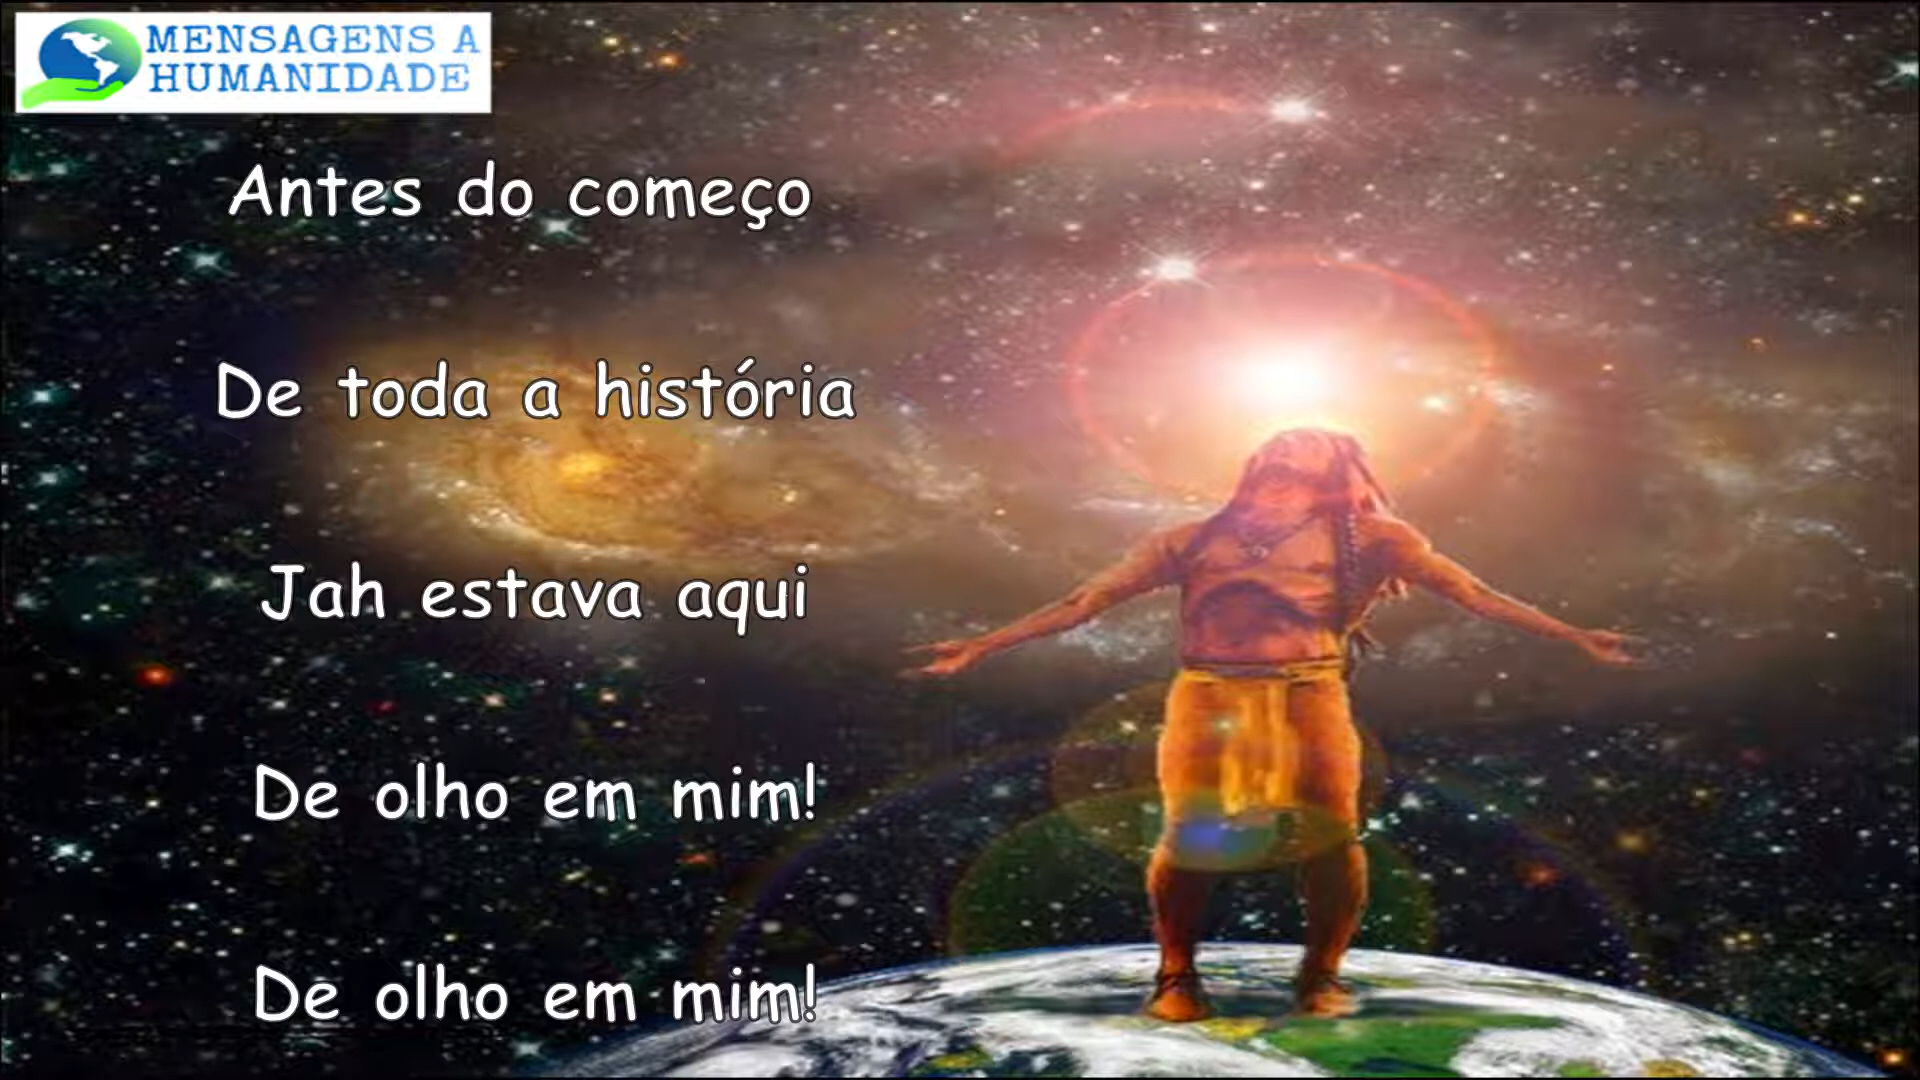 MENSAGENS A
HUMANIDADE
Antes do começo
De toda a história
Jah estava aqui
De olho em mim!
De olho em mim!